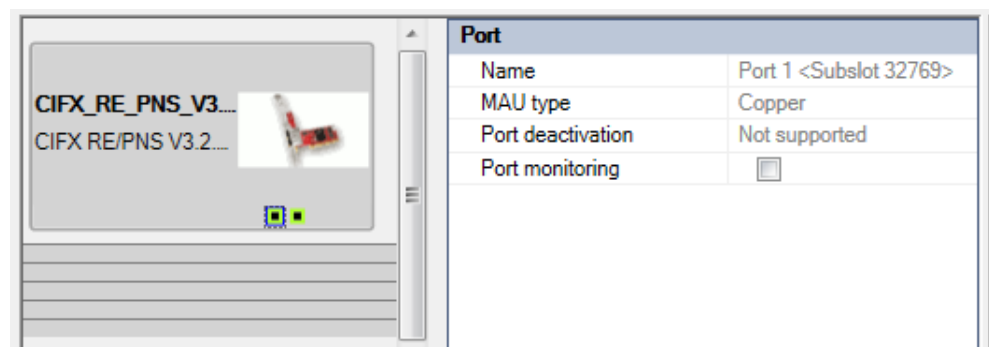 CIFX_RE_PNS_V3....
CIFX RE/PNS V3.2....
Port
Name Port 1 <Subslot 32769>
MAU type Copper
Port deactivation Not supported
Port monitoring